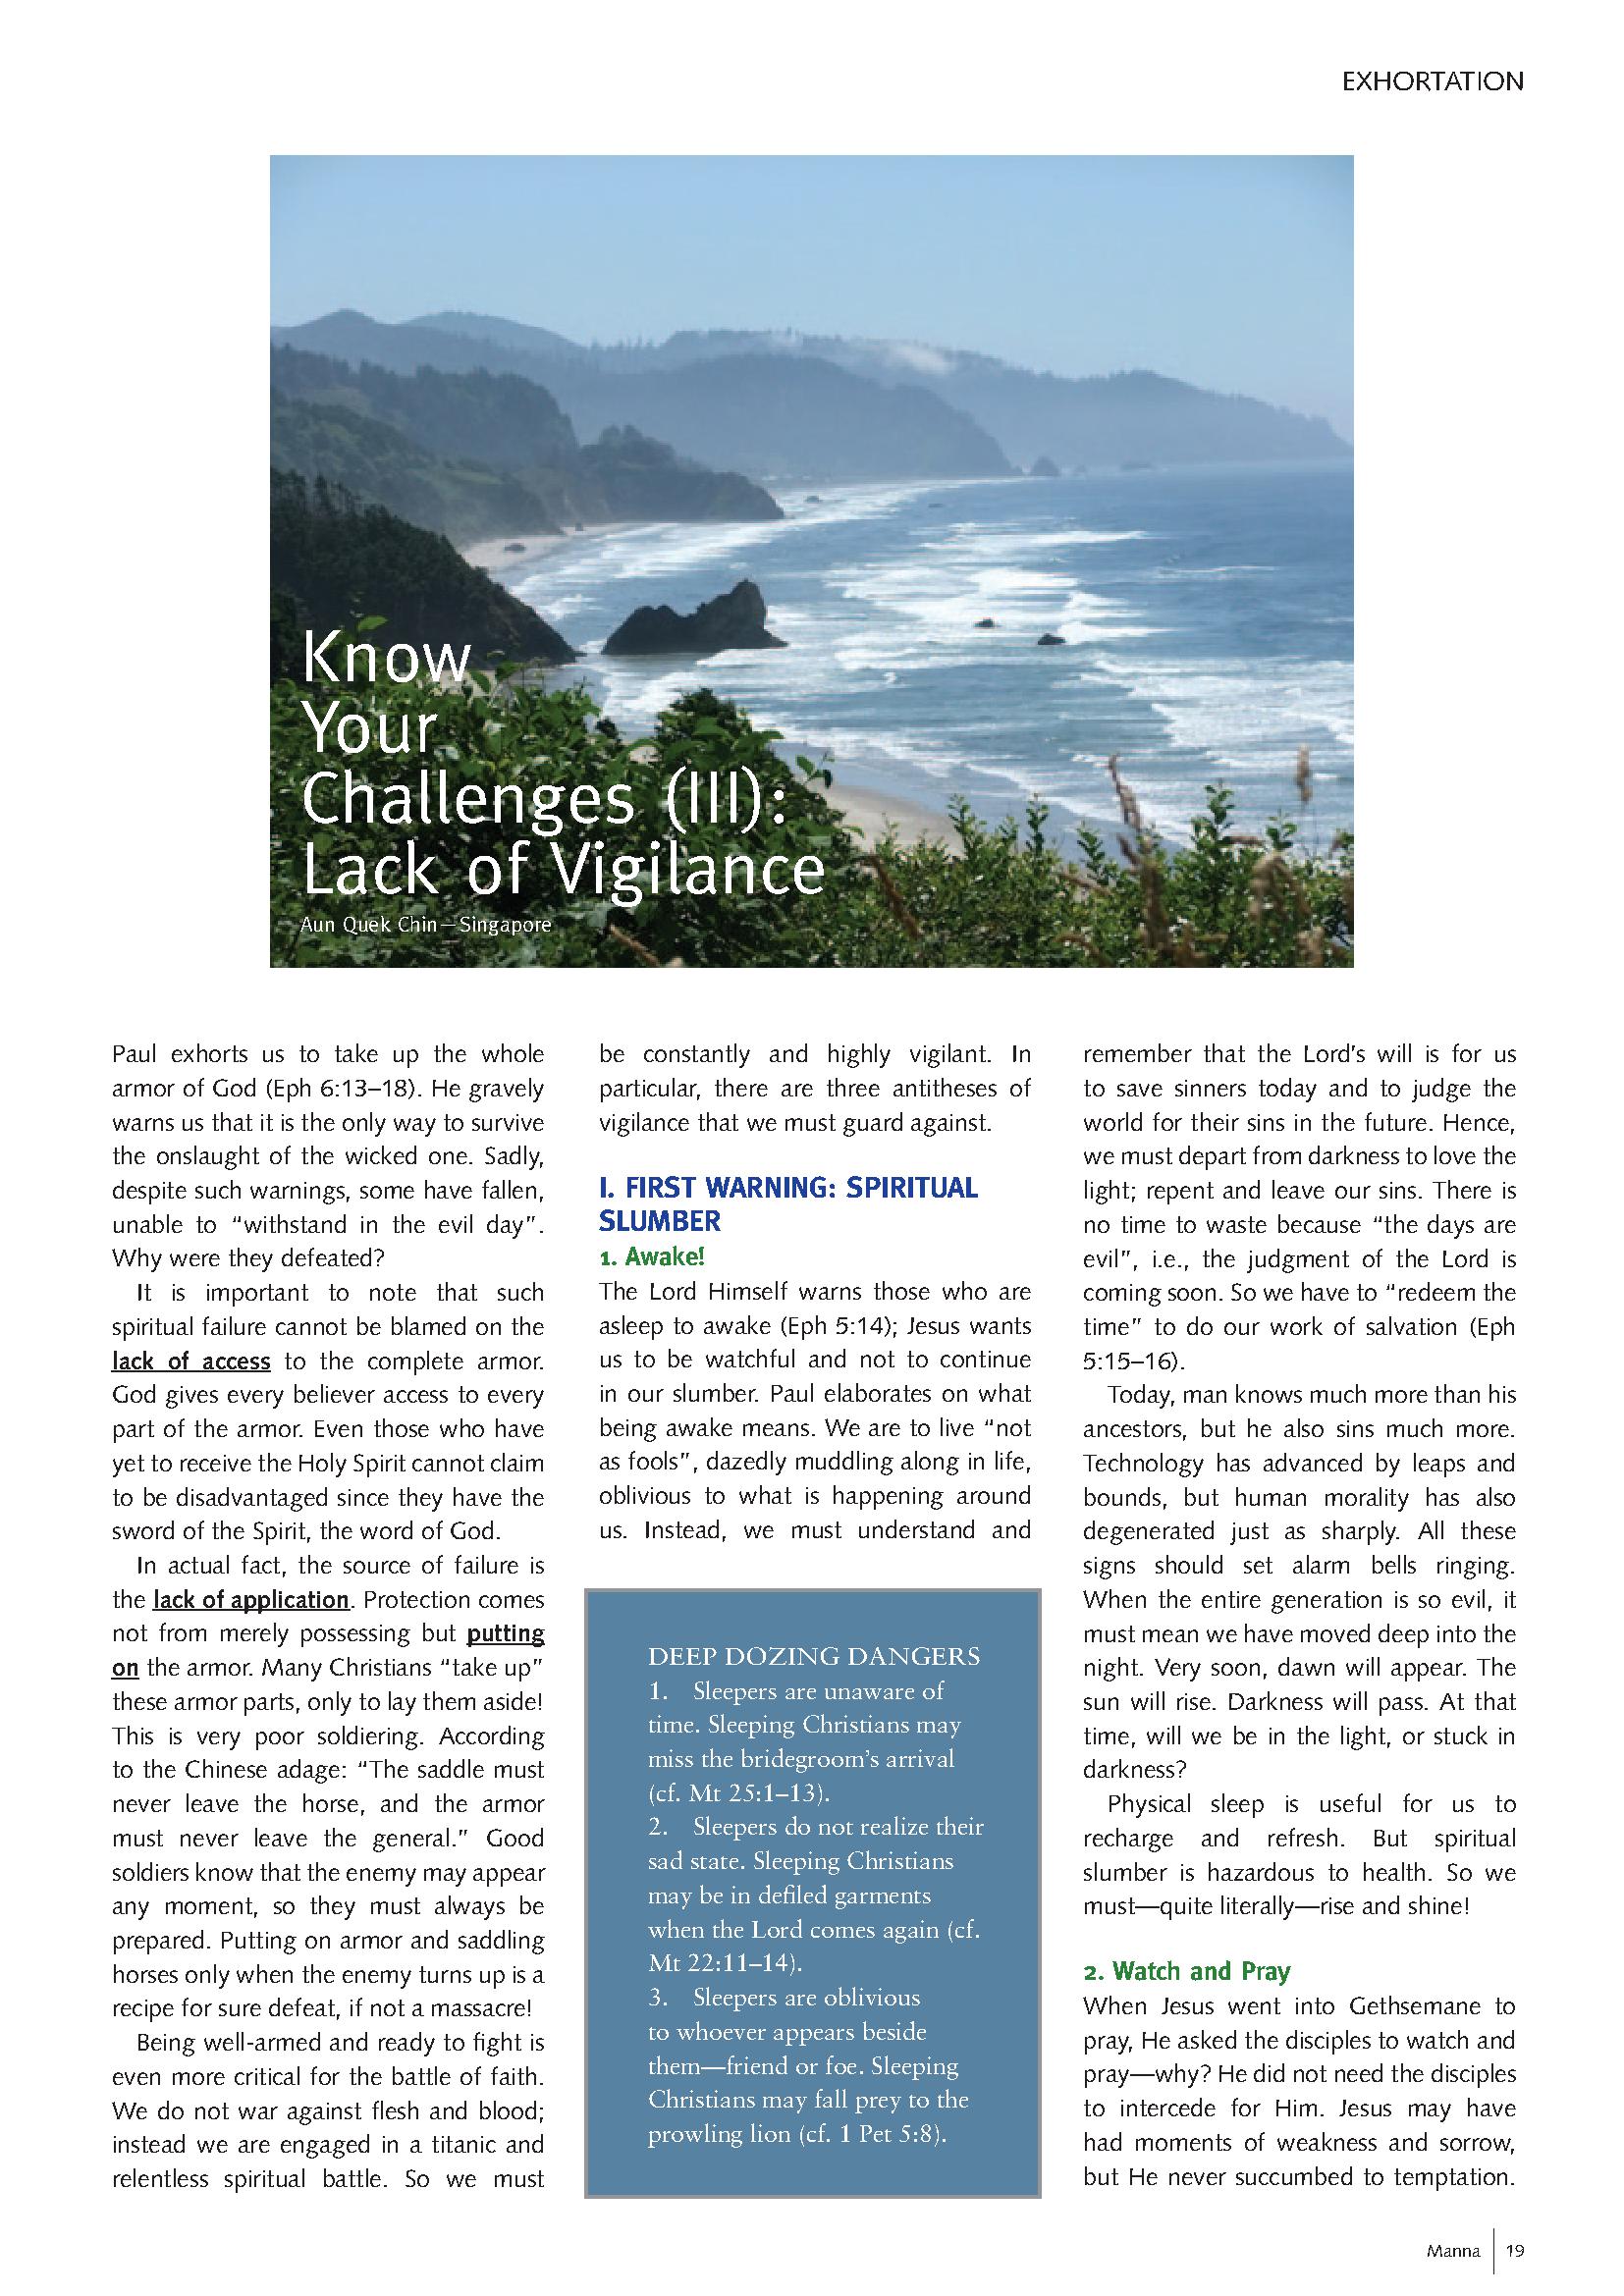 EXHORTATION
Know
Your
Challenges (III):
Lack of Vigilance
Aun Quek Chin—Singapore
Paul exhorts us to take up the whole
armor of God (Eph 6:13–18). He gravely
warns us that it is the only way to survive
the onslaught of the wicked one. Sadly,
despite such warnings, some have fallen,
unable to “withstand in the evil day”.
Why were they defeated?
It is important to note that such
spiritual failure cannot be blamed on the
lack of access to the complete armor.
God gives every believer access to every
part of the armor. Even those who have
yet to receive the Holy Spirit cannot claim
to be disadvantaged since they have the
sword of the Spirit, the word of God.
In actual fact, the source of failure is
the lack of application. Protection comes
not from merely possessing but putting
on the armor. Many Christians “take up”
these armor parts, only to lay them aside!
This is very poor soldiering. According
to the Chinese adage: “The saddle must
never leave the horse, and the armor
must never leave the general.” Good
soldiers know that the enemy may appear
any moment, so they must always be
prepared. Putting on armor and saddling
horses only when the enemy turns up is a
recipe for sure defeat, if not a massacre!
Being well-armed and ready to fight is
even more critical for the battle of faith.
We do not war against flesh and blood;
instead we are engaged in a titanic and
relentless spiritual battle. So we must
be constantly and highly vigilant. In
particular, there are three antitheses of
vigilance that we must guard against.
I. FIRST WARNING: SPIRITUAL
SLUMBER
1. Awake!
The Lord Himself warns those who are
asleep to awake (Eph 5:14); Jesus wants
us to be watchful and not to continue
in our slumber. Paul elaborates on what
being awake means. We are to live “not
as fools”, dazedly muddling along in life,
oblivious to what is happening around
us. Instead, we must understand and
DEEP DOZING DANGERS
1. Sleepers are unaware of
time. Sleeping Christians may
miss the bridegroom’s arrival
(cf. Mt 25:1–13).
2. Sleepers do not realize their
sad state. Sleeping Christians
may be in defiled garments
when the Lord comes again (cf.
Mt 22:11–14).
3. Sleepers are oblivious
to whoever appears beside
them—friend or foe. Sleeping
Christians may fall prey to the
prowling lion (cf. 1 Pet 5:8).
remember that the Lord’s will is for us
to save sinners today and to judge the
world for their sins in the future. Hence,
we must depart from darkness to love the
light; repent and leave our sins. There is
no time to waste because “the days are
evil”, i.e., the judgment of the Lord is
coming soon. So we have to “redeem the
time” to do our work of salvation (Eph
5:15–16).
Today, man knows much more than his
ancestors, but he also sins much more.
Technology has advanced by leaps and
bounds, but human morality has also
degenerated just as sharply. All these
signs should set alarm bells ringing.
When the entire generation is so evil, it
must mean we have moved deep into the
night. Very soon, dawn will appear. The
sun will rise. Darkness will pass. At that
time, will we be in the light, or stuck in
darkness?
Physical sleep is useful for us to
recharge and refresh. But spiritual
slumber is hazardous to health. So we
must—quite literally—rise and shine!
2. Watch and Pray
When Jesus went into Gethsemane to
pray, He asked the disciples to watch and
pray—why? He did not need the disciples
to intercede for Him. Jesus may have
had moments of weakness and sorrow,
but He never succumbed to temptation.
Manna 19